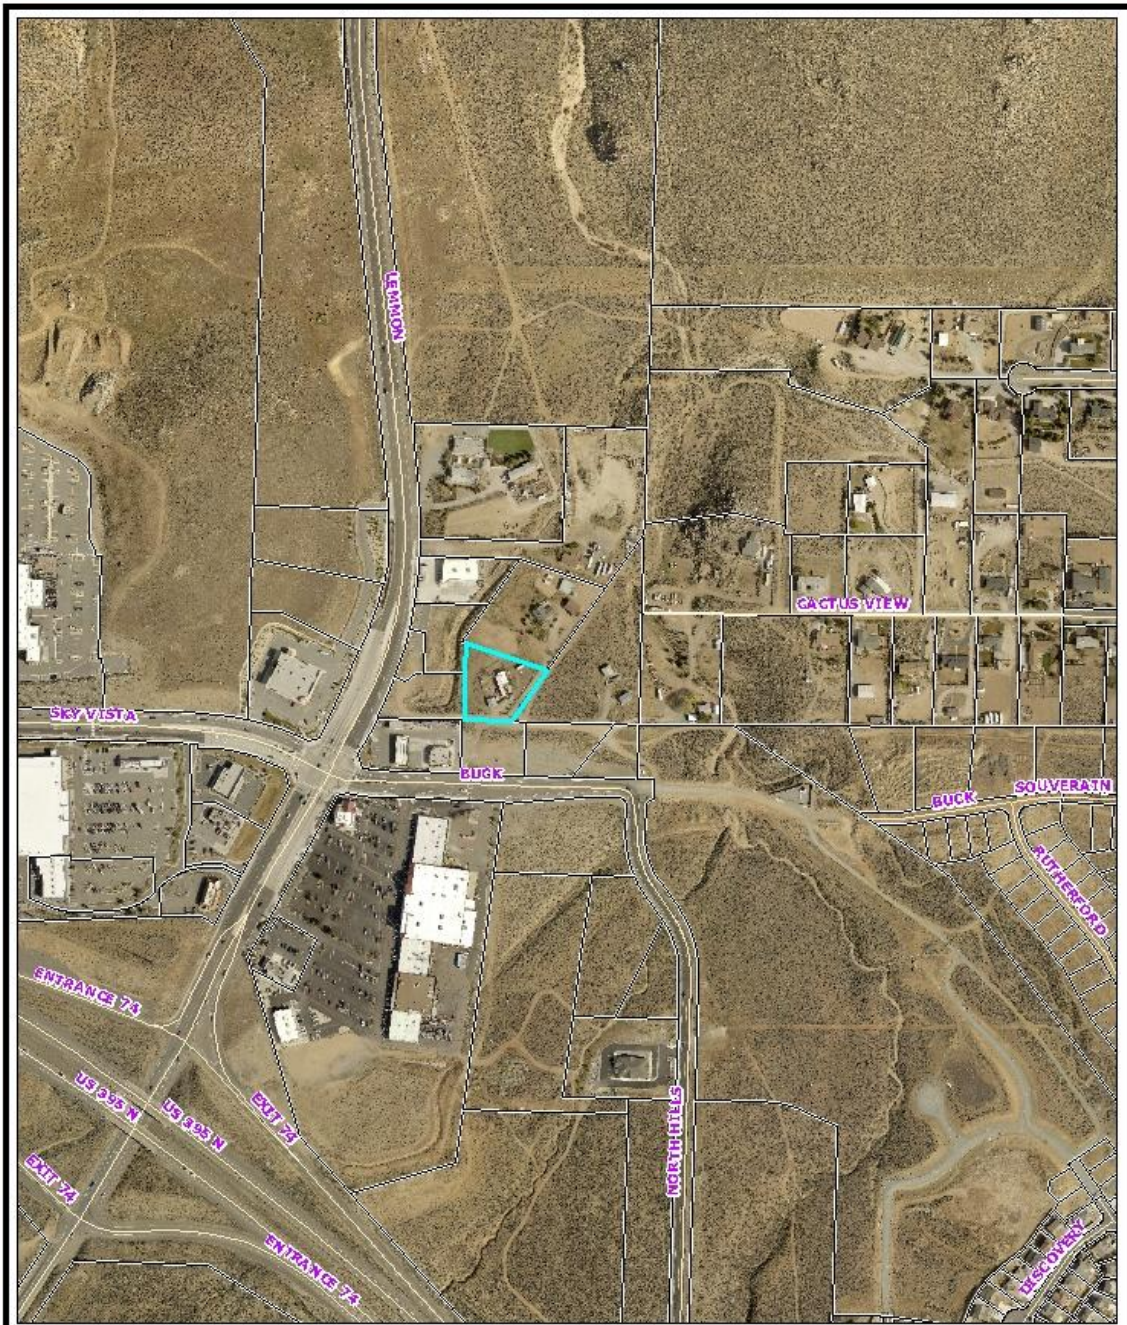 LEMMON
CACTUS VIEW
SKY VISTA
BUCK
BUCK
SOUVERAIN
RUTHERFORD
ENTRANCE 74
US 395 N
US 395 N
EXIT 74
EXIT 74
NORTH HILLS
ENTRANCE 74
DISCOVERY